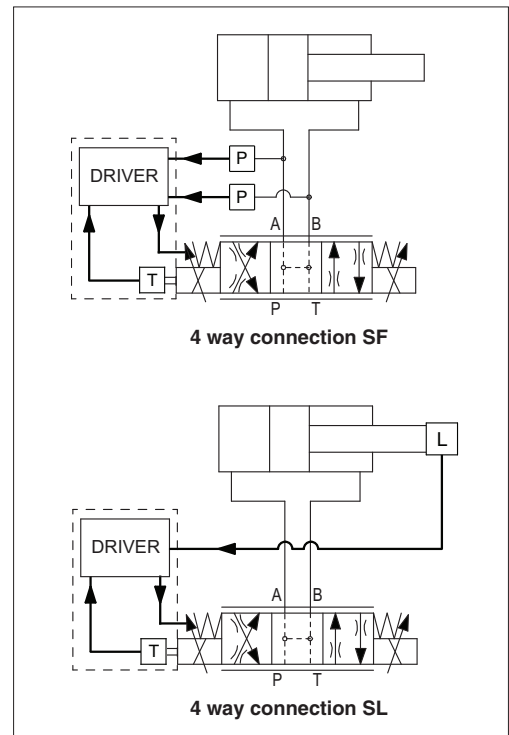 P
DRIVER
P
A B
T
P T
4 way connection SF
L
DRIVER
A B
T
P T
4 way connection SL